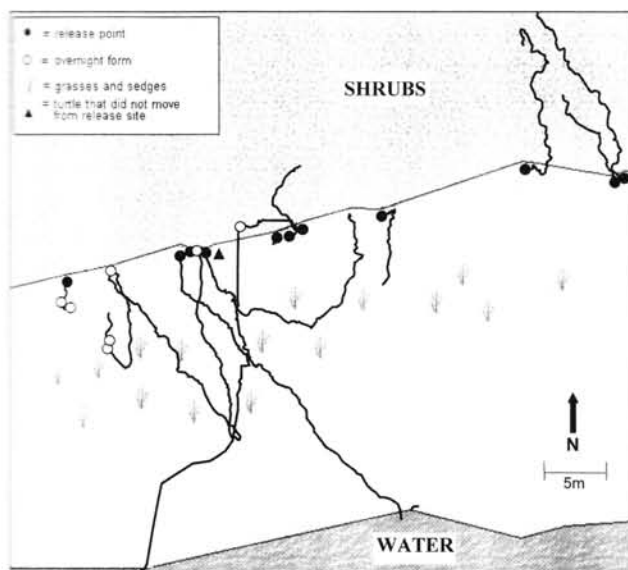 = release point
= overnight form
= grasses and sedges
= turtle that did not move
from release site
SHRUBS
N
5m
WATER